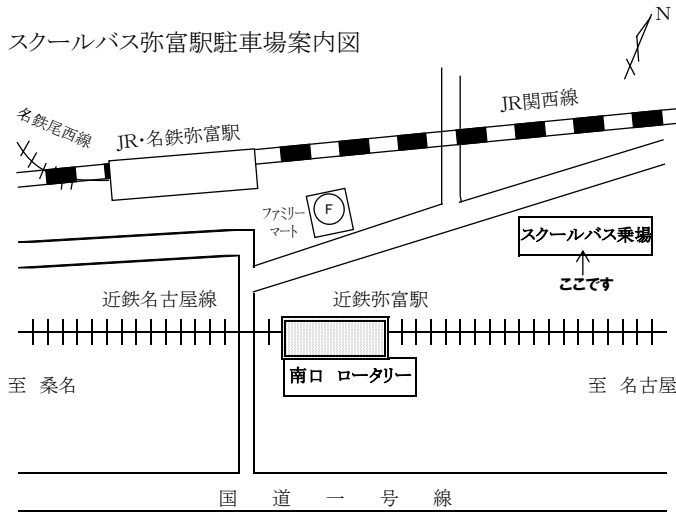 スクールバス弥富駅駐車場案内図
N
名鉄尾西線
JR・名鉄弥富駅
JR関西線
ファミリー
マート
F
スクールバス乗場
ここです
近鉄名古屋線
近鉄弥富駅
南口 ロータリー
至 桑名
至 名古屋
国 道 一 号 線